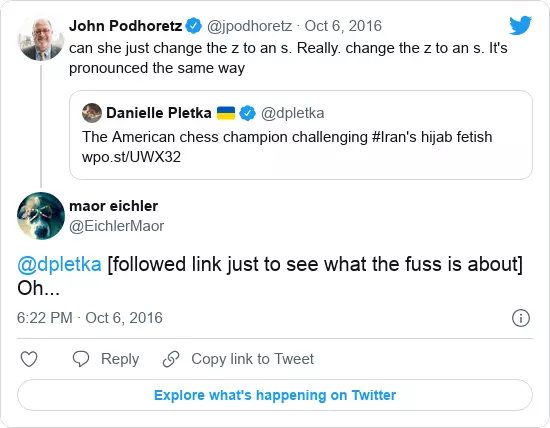 John Podhoretz @jpodhoretz · Oct 6, 2016
can she just change the z to an s. Really. change the z to an s. It's
pronounced the same way
Danielle Pletka @dpletka
The American chess champion challenging #Iran's hijab fetish
wpo.st/UWX32
maor eichler
@EichlerMaor
@dpletka [followed link just to see what the fuss is about]
Oh...
6:22 PM · Oct 6, 2016
Reply Copy link to Tweet
Explore what's happening on Twitter